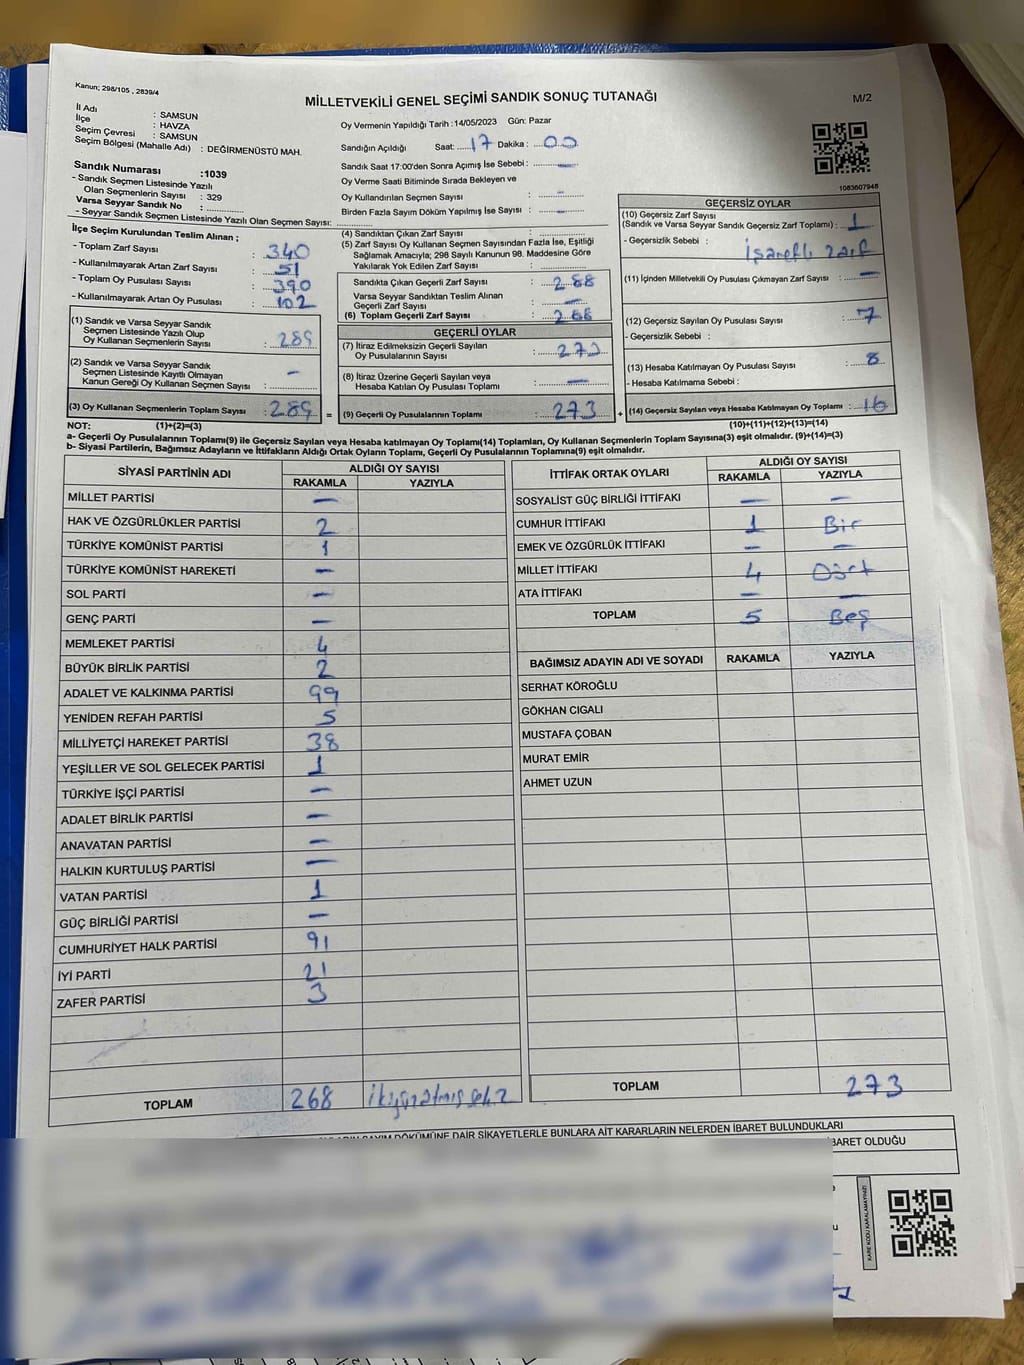 Kanun; 298/105 , 2839/4
MİLLETVEKİLİ GENEL SEÇİMİ SANDIK SONUÇ TUTANAĞI
M/2
İl Adı : SAMSUN
İlçe : HAVZA
Seçim Çevresi : SAMSUN
Seçim Bölgesi (Mahalle Adı) : DEĞİRMENÜSTÜ MAH.
Oy Vermenin Yapıldığı Tarih : 14/05/2023 Gün: Pazar
Sandığın Açıldığı Saat: 17 Dakika : 00
Sandık Saat 17:00'den Sonra Açımış İse Sebebi : —
Oy Verme Saati Bitiminde Sırada Bekleyen ve
Oy Kullandırılan Seçmen Sayısı : —
Birden Fazla Sayım Döküm Yapılmış İse Sayısı : —
Sandık Numarası :1039
- Sandık Seçmen Listesinde Yazılı
Olan Seçmenlerin Sayısı : 329
Varsa Seyyar Sandık No :
- Seyyar Sandık Seçmen Listesinde Yazılı Olan Seçmen Sayısı:
İlçe Seçim Kurulundan Teslim Alınan ;
- Toplam Zarf Sayısı : 340
- Kullanılmayarak Artan Zarf Sayısı : 51
- Toplam Oy Pusulası Sayısı : 390
- Kullanılmayarak Artan Oy Pusulası : 102
(1) Sandık ve Varsa Seyyar Sandık
Seçmen Listesinde Yazılı Olup
Oy Kullanan Seçmenlerin Sayısı : 289
(2) Sandık ve Varsa Seyyar Sandık
Seçmen Listesinde Kayıtlı Olmayan
Kanun Gereği Oy Kullanan Seçmen Sayısı : —
(3) Oy Kullanan Seçmenlerin Toplam Sayısı : 289 =
(4) Sandıktan Çıkan Zarf Sayısı :
(5) Zarf Sayısı Oy Kullanan Seçmen Sayısından Fazla İse, Eşitliği
Sağlamak Amacıyla; 298 Sayılı Kanunun 98. Maddesine Göre
Yakılarak Yok Edilen Zarf Sayısı :
Sandıkta Çıkan Geçerli Zarf Sayısı : 288
Varsa Seyyar Sandıktan Teslim Alınan
Geçerli Zarf Sayısı : —
(6) Toplam Geçerli Zarf Sayısı : 288
GEÇERLİ OYLAR
(7) İtiraz Edilmeksizin Geçerli Sayılan
Oy Pusulalarının Sayısı : 273
(8) İtiraz Üzerine Geçerli Sayılan veya
Hesaba Katılan Oy Pusulası Toplamı : —
(9) Geçerli Oy Pusulalarının Toplamı : 273 +
1083607948
GEÇERSİZ OYLAR
(10) Geçersiz Zarf Sayısı
(Sandık ve Varsa Seyyar Sandık Geçersiz Zarf Toplamı) : 1
- Geçersizlik Sebebi : İşaretli Zarf
(11) İçinden Milletvekili Oy Pusulası Çıkmayan Zarf Sayısı : —
(12) Geçersiz Sayılan Oy Pusulası Sayısı : 7
- Geçersizlik Sebebi :
(13) Hesaba Katılmayan Oy Pusulası Sayısı : 8
- Hesaba Katılmama Sebebi :
(14) Geçersiz Sayılan veya Hesaba Katılmayan Oy Toplamı : 16
NOT: (1)+(2)=(3)
(10)+(11)+(12)+(13)=(14)
a- Geçerli Oy Pusulalarının Toplamı(9) ile Geçersiz Sayılan veya Hesaba katılmayan Oy Toplamı(14) Toplamları, Oy Kullanan Seçmenlerin Toplam Sayısına(3) eşit olmalıdır. (9)+(14)=(3)
b- Siyasi Partilerin, Bağımsız Adayların ve İttifakların Aldığı Ortak Oyların Toplamı, Geçerli Oy Pusulalarının Toplamına(9) eşit olmalıdır.
SİYASİ PARTİNİN ADI ALDIĞI OY SAYISI
RAKAMLA YAZIYLA
MİLLET PARTİSİ —
HAK VE ÖZGÜRLÜKLER PARTİSİ 2
TÜRKİYE KOMÜNİST PARTİSİ 1
TÜRKİYE KOMÜNİST HAREKETİ —
SOL PARTİ —
GENÇ PARTİ —
MEMLEKET PARTİSİ 4
BÜYÜK BİRLİK PARTİSİ 2
ADALET VE KALKINMA PARTİSİ 99
YENİDEN REFAH PARTİSİ 5
MİLLİYETÇİ HAREKET PARTİSİ 38
YEŞİLLER VE SOL GELECEK PARTİSİ 1
TÜRKİYE İŞÇİ PARTİSİ —
ADALET BİRLİK PARTİSİ —
ANAVATAN PARTİSİ —
HALKIN KURTULUŞ PARTİSİ —
VATAN PARTİSİ 1
GÜÇ BİRLİĞİ PARTİSİ —
CUMHURİYET HALK PARTİSİ 91
İYİ PARTİ 21
ZAFER PARTİSİ 3
TOPLAM 268
İTTİFAK ORTAK OYLARI ALDIĞI OY SAYISI
RAKAMLA YAZIYLA
SOSYALİST GÜÇ BİRLİĞİ İTTİFAKI — —
CUMHUR İTTİFAKI 1 Bir
EMEK VE ÖZGÜRLÜK İTTİFAKI — —
MİLLET İTTİFAKI 4 Dört
ATA İTTİFAKI — —
TOPLAM 5 Beş
BAĞIMSIZ ADAYIN ADI VE SOYADI RAKAMLA YAZIYLA
SERHAT KÖROĞLU
GÖKHAN CIGALI
MUSTAFA ÇOBAN
MURAT EMİR
AHMET UZUN
TOPLAM 273
SAYIM DÖKÜMÜNE DAİR ŞİKAYETLERLE BUNLARA AİT KARARLARIN NELERDEN İBARET BULUNDUKLARI
İBARET OLDUĞU
KARE KODU KARALAMAYINIZ!